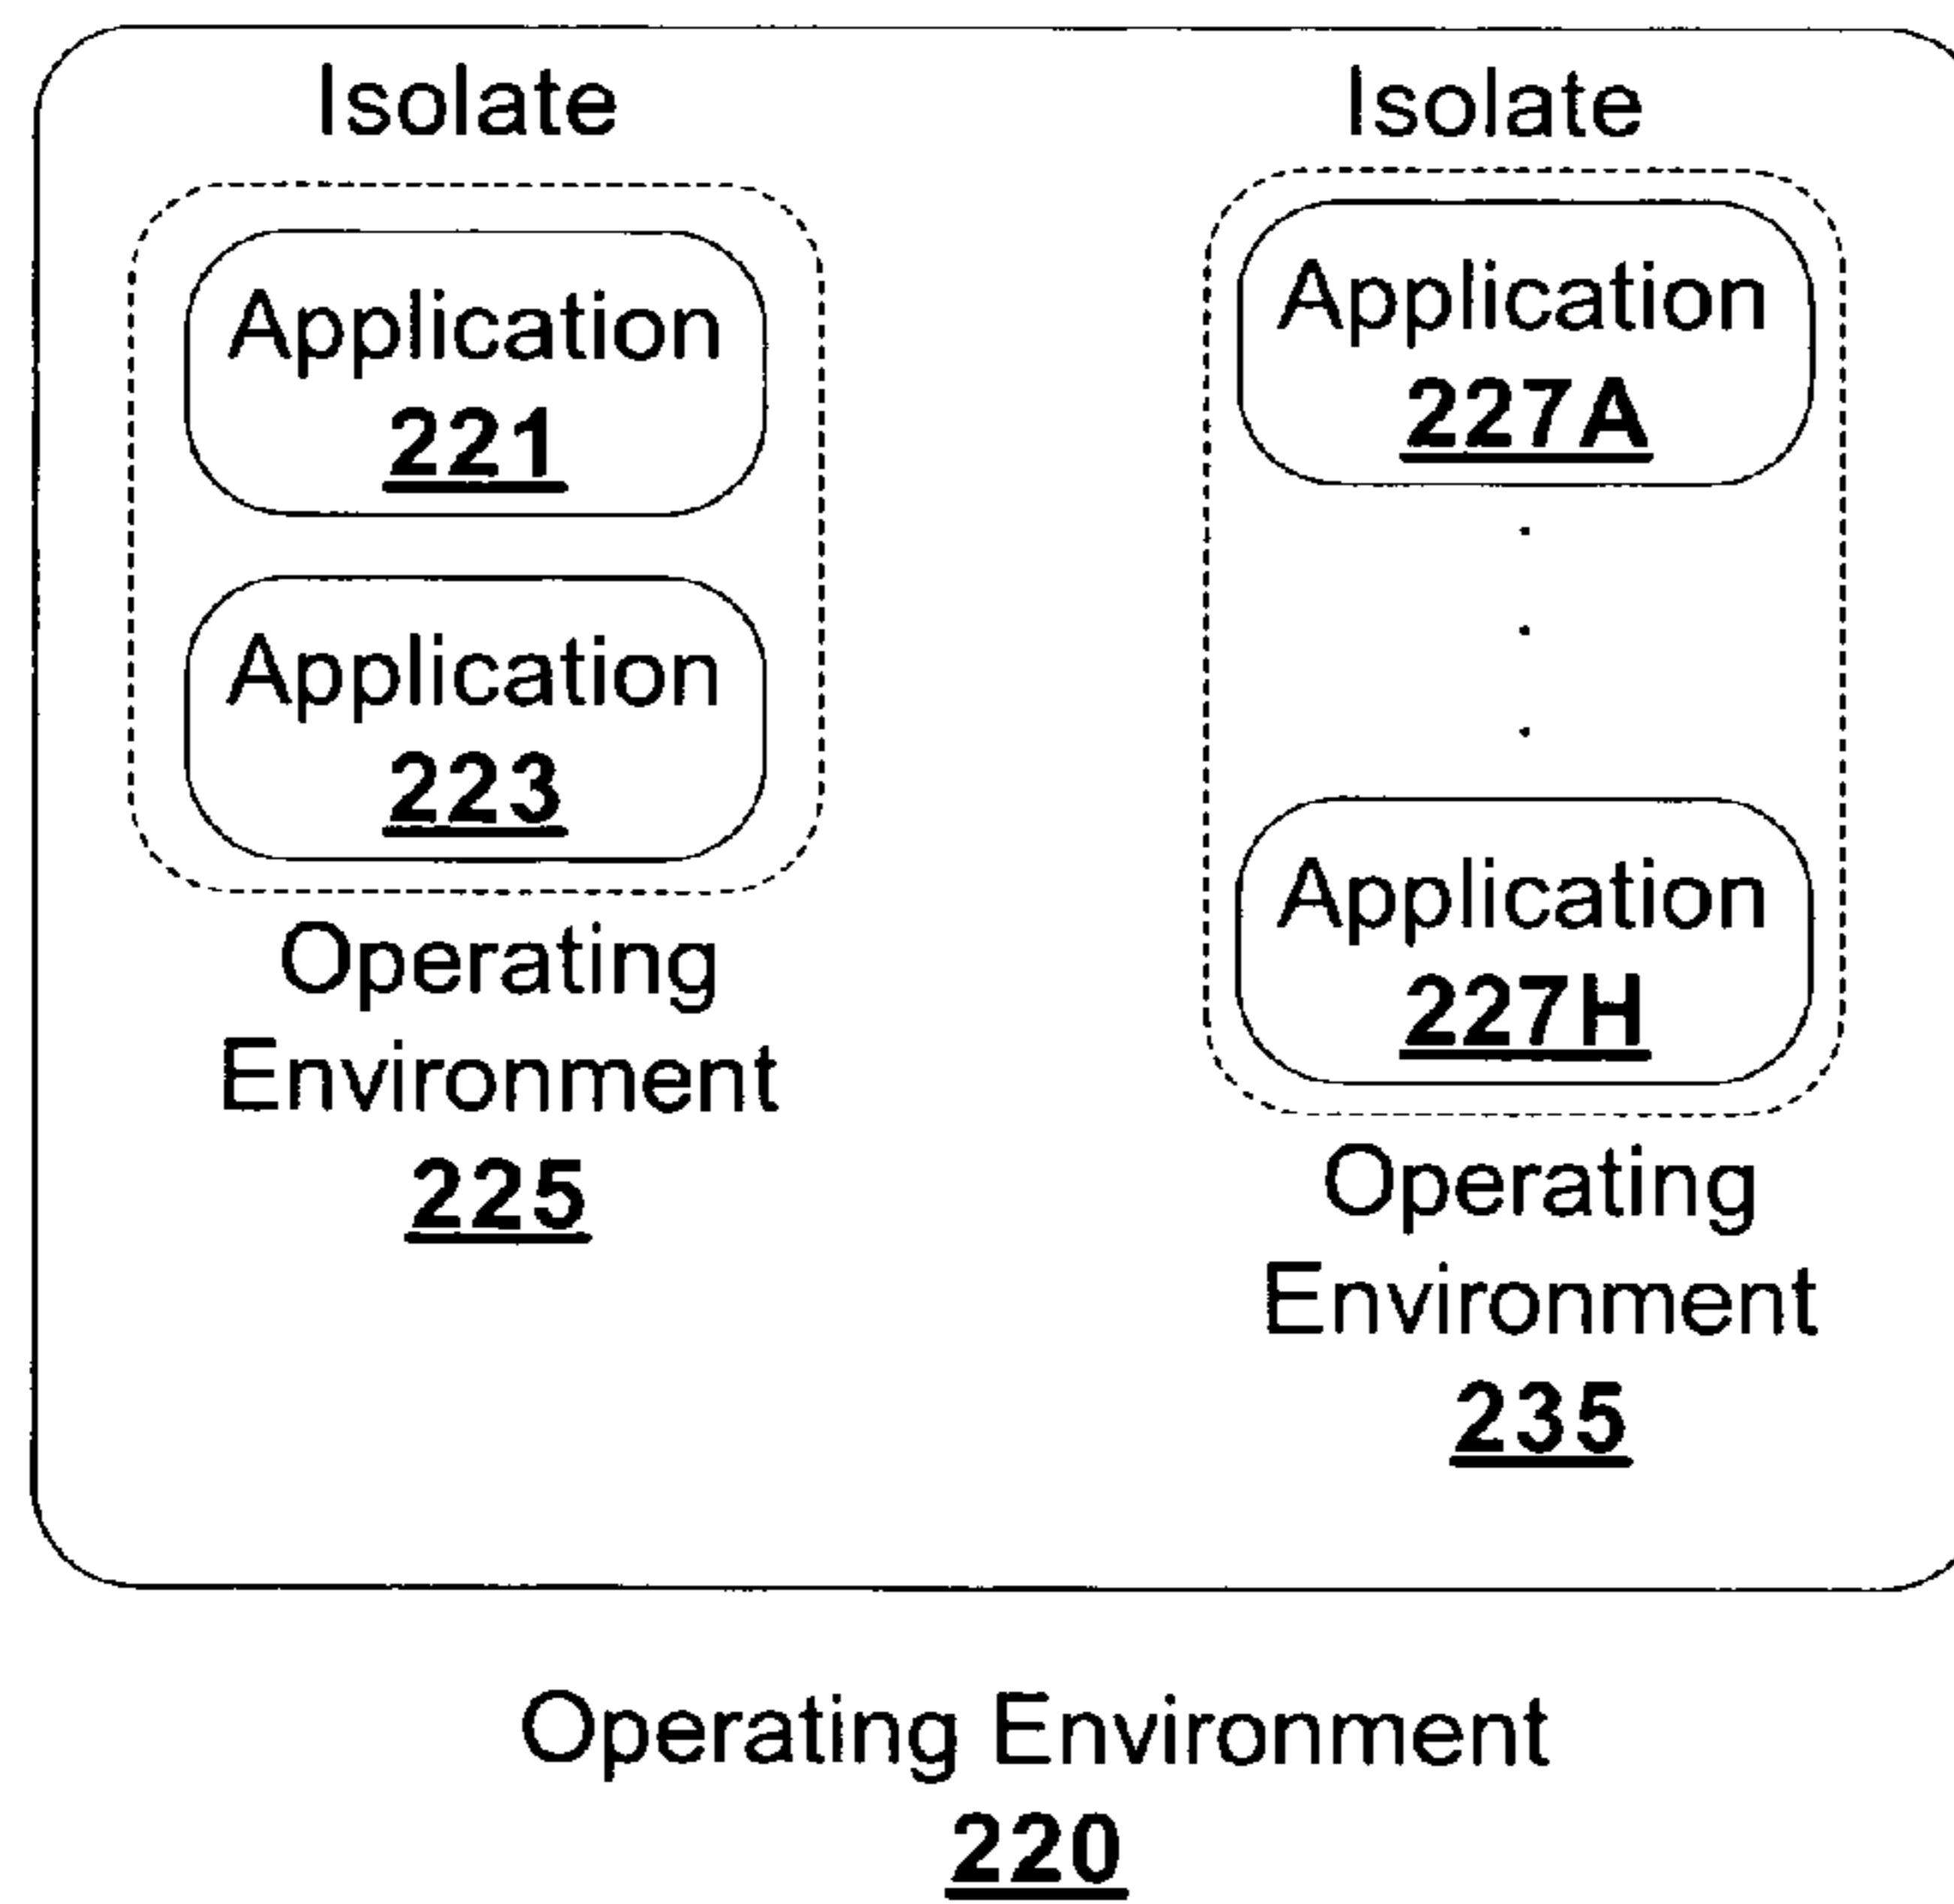 Isolate
Application
221
Application
223
Operating
Environment
225
Isolate
Application
227A
Application
227H
Operating
Environment
235
Operating Environment
220